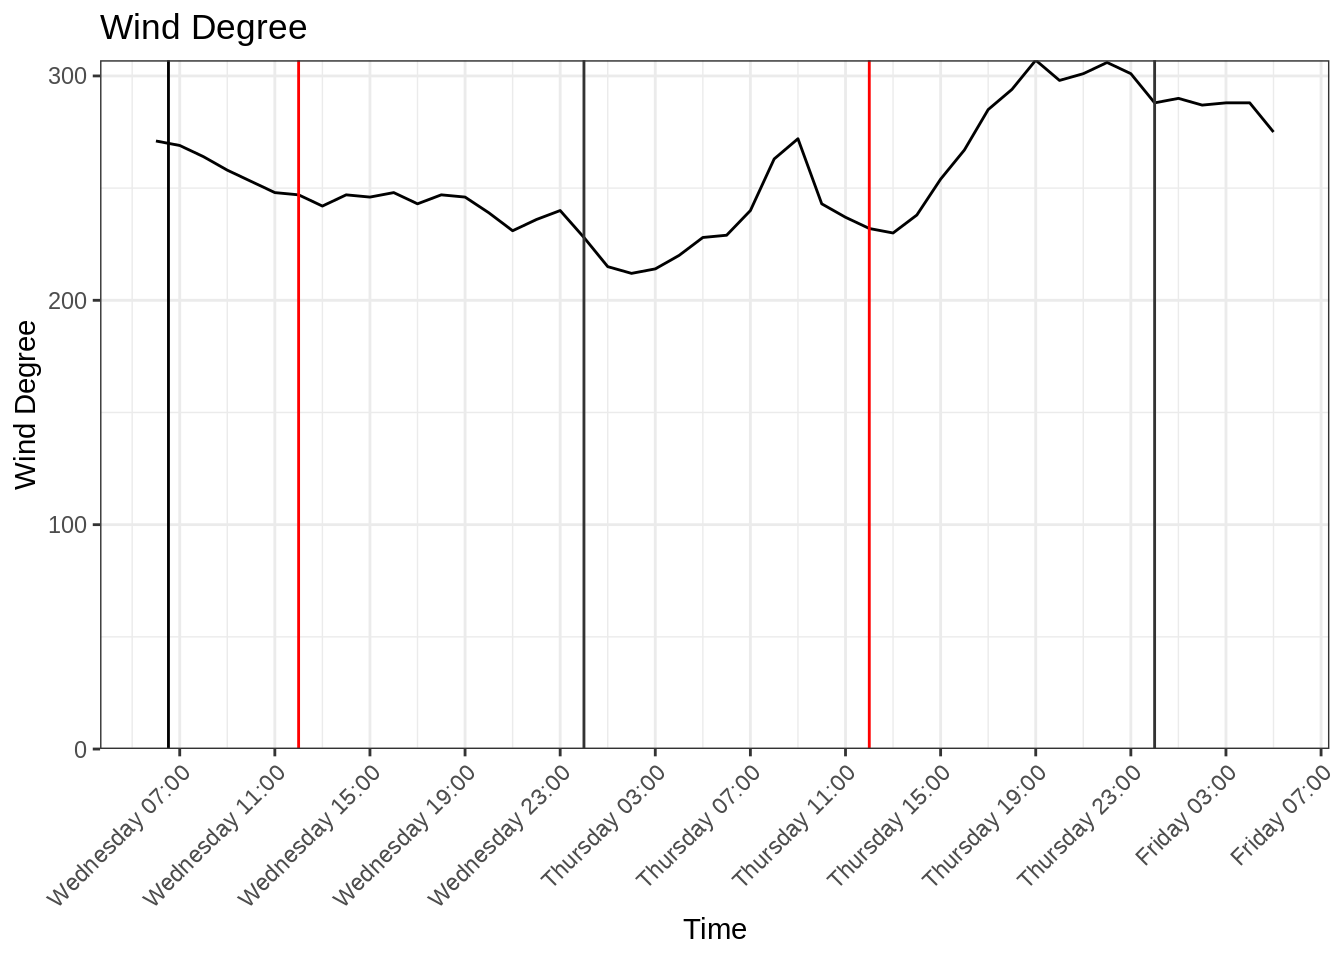 Wind Degree
300
200
100
0
Wind Degree
Wednesday 07:00
Wednesday 11:00
Wednesday 15:00
Wednesday 19:00
Wednesday 23:00
Thursday 03:00
Thursday 07:00
Thursday 11:00
Thursday 15:00
Thursday 19:00
Thursday 23:00
Friday 03:00
Friday 07:00
Time